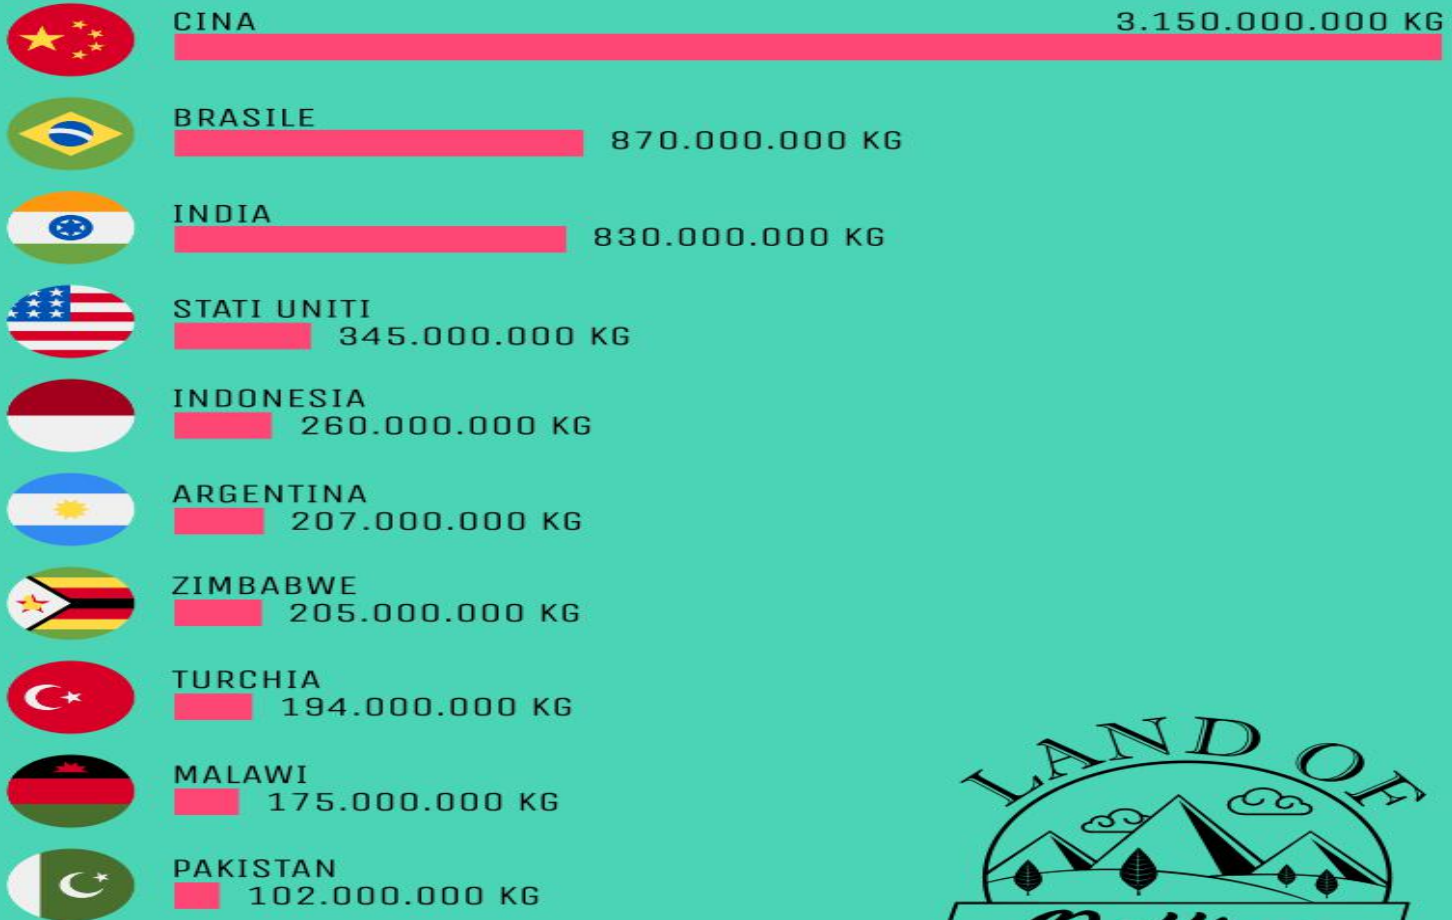 CINA
3.150.000.000 KG
BRASILE
870.000.000 KG
INDIA
830.000.000 KG
STATI UNITI
345.000.000 KG
INDONESIA
260.000.000 KG
ARGENTINA
207.000.000 KG
ZIMBABWE
205.000.000 KG
TURCHIA
194.000.000 KG
MALAWI
175.000.000 KG
PAKISTAN
102.000.000 KG
LAND OF